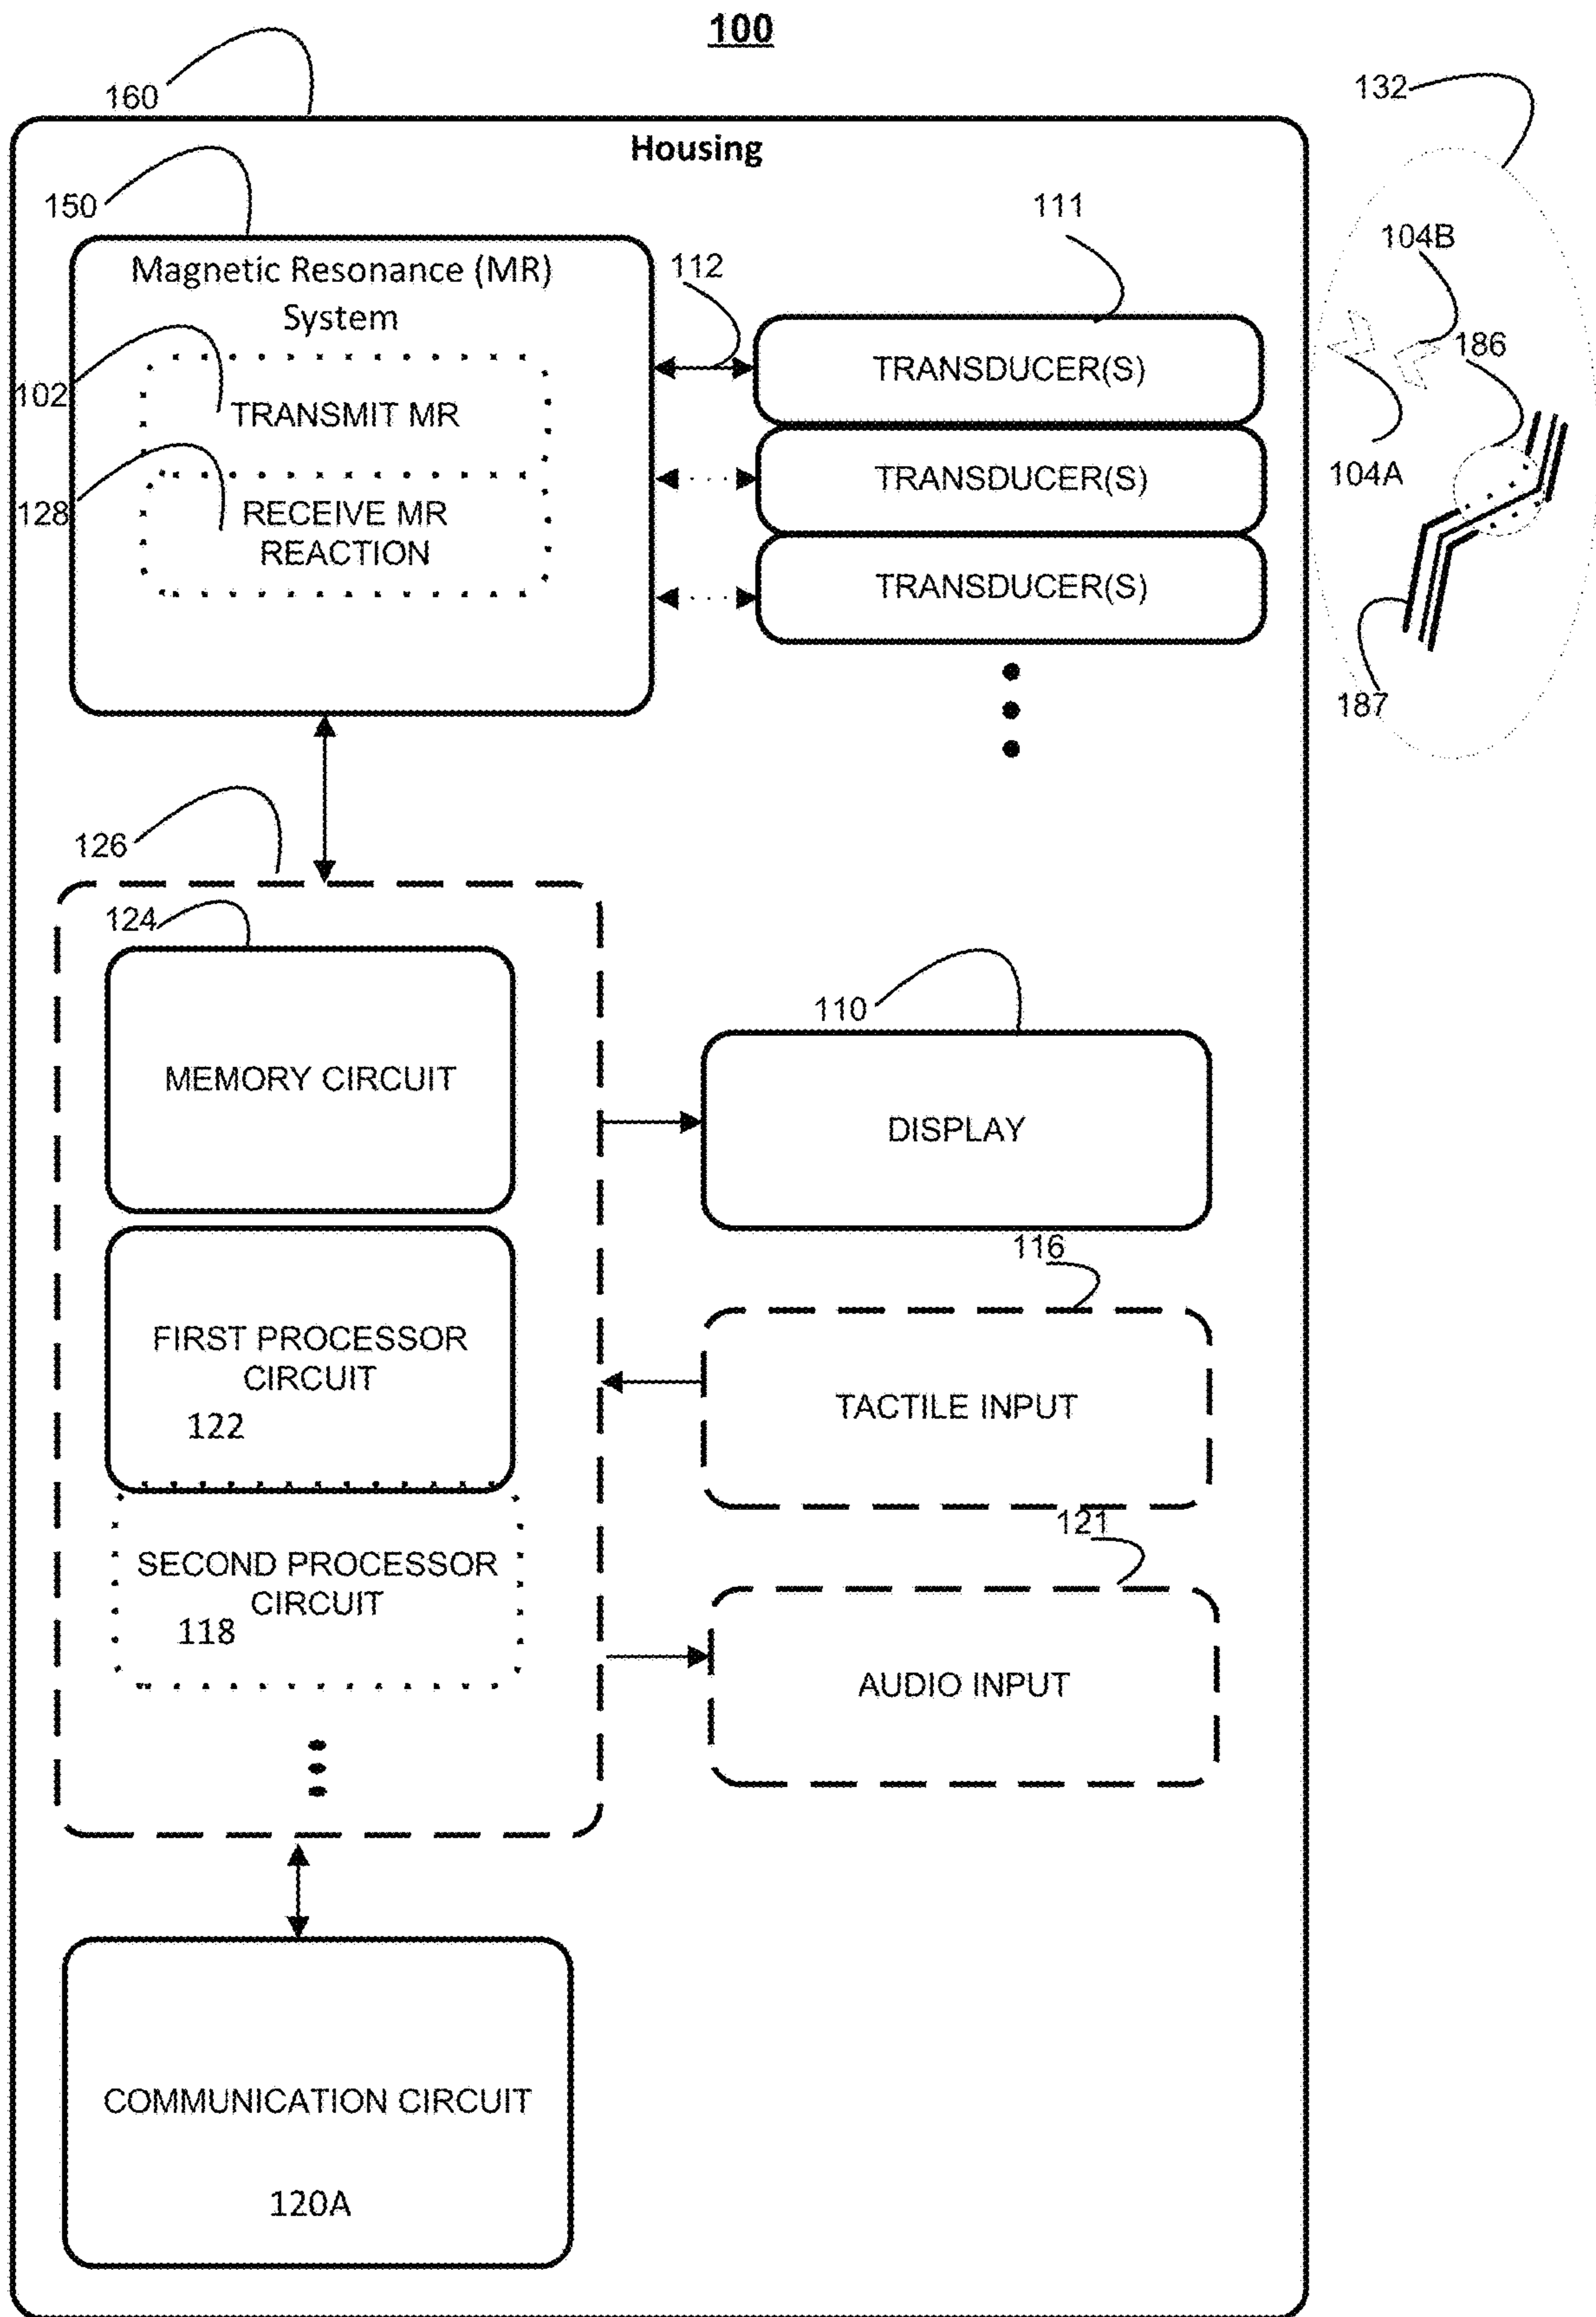 100
160
132
Housing
150
111
104B
112
186
Magnetic Resonance (MR)
System
TRANSDUCER(S)
102
TRANSMIT MR
104A
TRANSDUCER(S)
128
RECEIVE MR
REACTION
TRANSDUCER(S)
187
126
124
110
MEMORY CIRCUIT
DISPLAY
116
FIRST PROCESSOR
CIRCUIT
122
TACTILE INPUT
121
SECOND PROCESSOR
CIRCUIT
118
AUDIO INPUT
COMMUNICATION CIRCUIT
120A